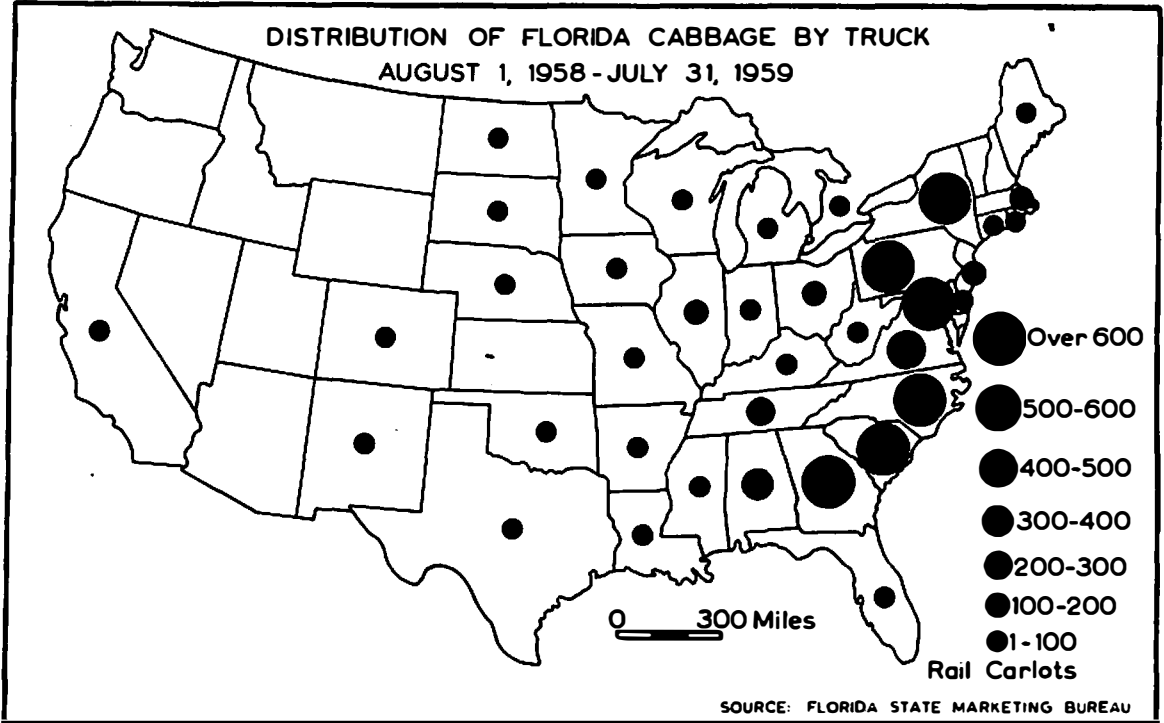 DISTRIBUTION OF FLORIDA CABBAGE BY TRUCK
AUGUST 1, 1958-JULY 31, 1959
Over 600
500-600
400-500
300-400
200-300
100-200
1-100
Rail Carlots
0 300 Miles
SOURCE: FLORIDA STATE MARKETING BUREAU